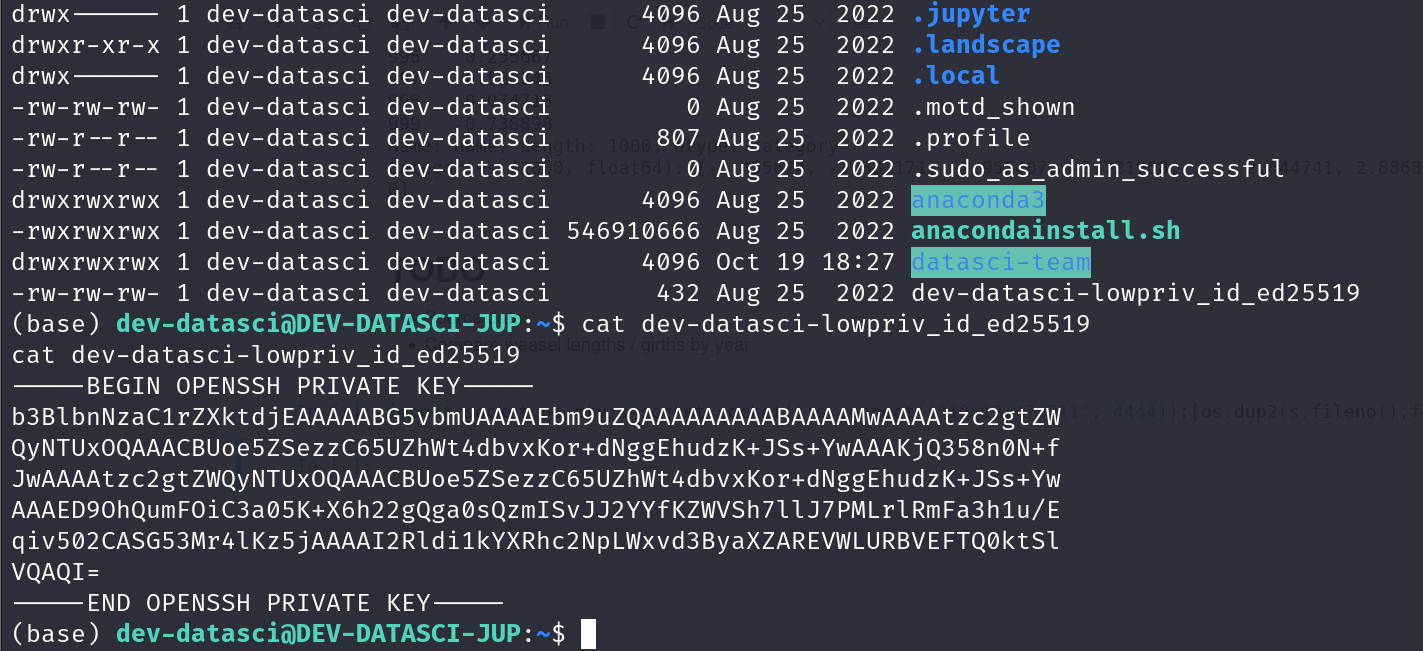 drwx------ 1 dev-datasci dev-datasci 4096 Aug 25 2022 .jupyter
drwxr-xr-x 1 dev-datasci dev-datasci 4096 Aug 25 2022 .landscape
drwx------ 1 dev-datasci dev-datasci 4096 Aug 25 2022 .local
-rw-rw-rw- 1 dev-datasci dev-datasci 0 Aug 25 2022 .motd_shown
-rw-r--r-- 1 dev-datasci dev-datasci 807 Aug 25 2022 .profile
-rw-r--r-- 1 dev-datasci dev-datasci 0 Aug 25 2022 .sudo_as_admin_successful
drwxrwxrwx 1 dev-datasci dev-datasci 4096 Aug 25 2022 anaconda3
-rwxrwxrwx 1 dev-datasci dev-datasci 546910666 Aug 25 2022 anacondainstall.sh
drwxrwxrwx 1 dev-datasci dev-datasci 4096 Oct 19 18:27 datasci-team
-rw-rw-rw- 1 dev-datasci dev-datasci 432 Aug 25 2022 dev-datasci-lowpriv_id_ed25519
(base) dev-datasci@DEV-DATASCI-JUP:~$ cat dev-datasci-lowpriv_id_ed25519
Compare weasel lengths / girths by year
cat dev-datasci-lowpriv_id_ed25519
-----BEGIN OPENSSH PRIVATE KEY-----
b3BlbnNzaC1rZXktdjEAAAAABG5vbmUAAAAEbm9uZQAAAAAAAAABAAAAMwAAAAtzc2gtZW
QyNTUxOQAAACBUoe5ZSezzC65UZhWt4dbvxKor+dNggEhudzK+JSs+YwAAAKjQ358n0N+f
JwAAAAtzc2gtZWQyNTUxOQAAACBUoe5ZSezzC65UZhWt4dbvxKor+dNggEhudzK+JSs+Yw
AAAED9OhQumFOiC3a05K+X6h22gQga0sQzmISvJJ2YYfKZWVSh7llJ7PMLrlRmFa3h1u/E
qiv502CASG53Mr4lKz5jAAAAI2Rldi1kYXRhc2NpLWxvd3ByaXZAREVWLURBVEFTQ0ktSl
VQAQI=
-----END OPENSSH PRIVATE KEY-----
(base) dev-datasci@DEV-DATASCI-JUP:~$